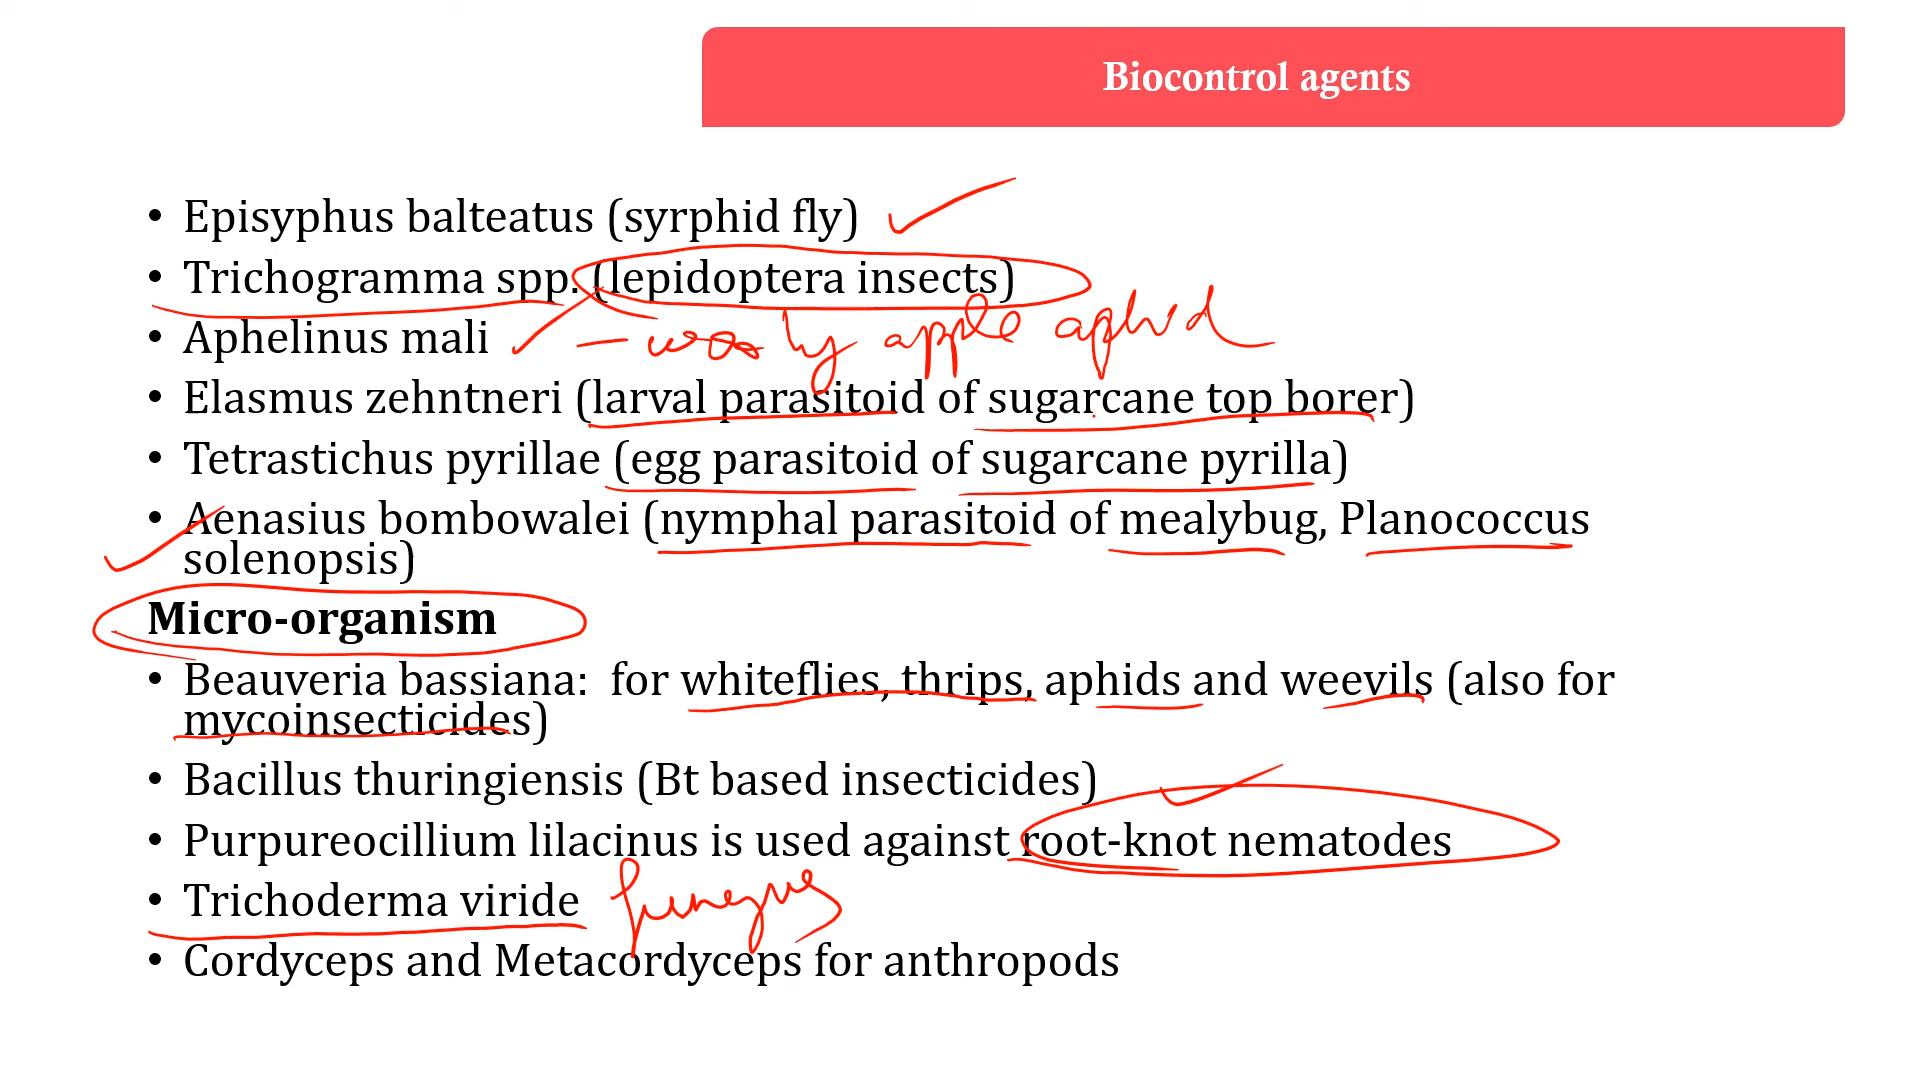 Biocontrol agents
• Episyphus balteatus (syrphid fly)
• Trichogramma spp. (lepidoptera insects)
• Aphelinus mali – wooly apple aphid
• Elasmus zehntneri (larval parasitoid of sugarcane top borer)
• Tetrastichus pyrillae (egg parasitoid of sugarcane pyrilla)
• Aenasius bombowalei (nymphal parasitoid of mealybug, Planococcus
solenopsis)
Micro-organism
• Beauveria bassiana: for whiteflies, thrips, aphids and weevils (also for
mycoinsecticides)
• Bacillus thuringiensis (Bt based insecticides)
• Purpureocillium lilacinus is used against root-knot nematodes
• Trichoderma viride fungus
• Cordyceps and Metacordyceps for anthropods